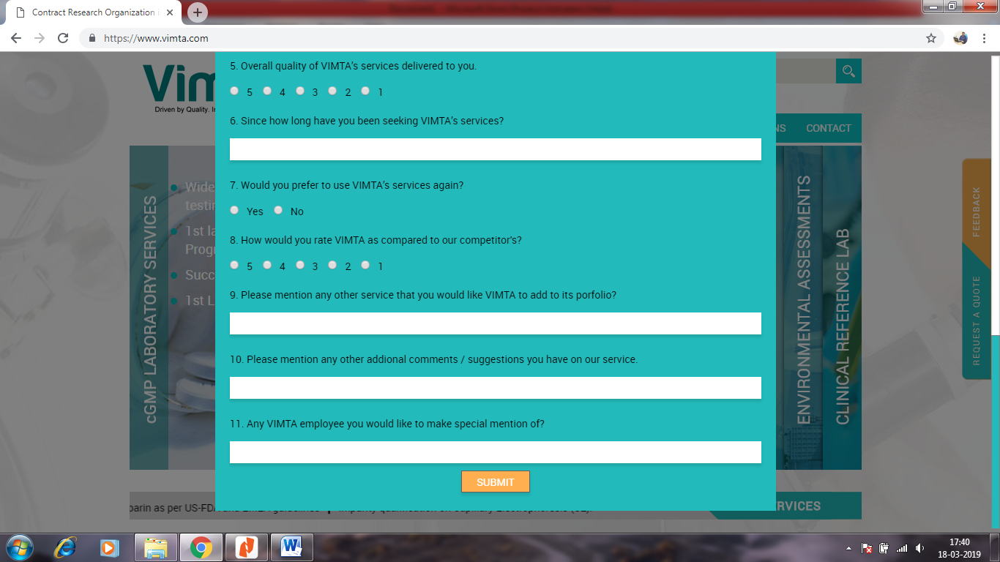 Contract Research Organization i
https://www.vimta.com
Vim
Driven by Quality. In
5. Overall quality of VIMTA's services delivered to you.
5 4 3 2 1
6. Since how long have you been seeking VIMTA's services?
NS CONTACT
7. Would you prefer to use VIMTA's services again?
Yes No
8. How would you rate VIMTA as compared to our competitor's?
5 4 3 2 1
9. Please mention any other service that you would like VIMTA to add to its porfolio?
10. Please mention any other addional comments / suggestions you have on our service.
11. Any VIMTA employee you would like to make special mention of?
SUBMIT
cGMP LABORATORY SERVICES
Wide
testin
1st la
Progr
Succ
1st L
ENVIRONMENTAL ASSESSMENTS
CLINICAL REFERENCE LAB
FEEDBACK
REQUEST A QUOTE
parin as per US-FDA and
RVICES
17:40
18-03-2019